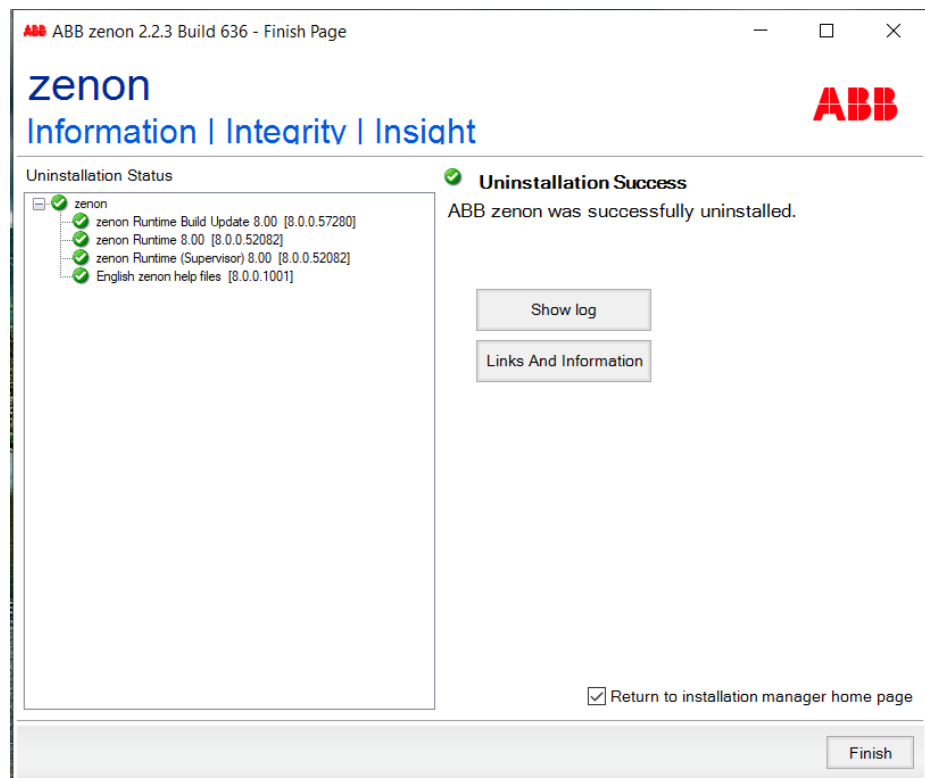 ABB ABB zenon 2.2.3 Build 636 - Finish Page
zenon
ABB
Information | Integrity | Insight
Uninstallation Status
zenon
zenon Runtime Build Update 8.00 [8.0.0.57280]
zenon Runtime 8.00 [8.0.0.52082]
zenon Runtime (Supervisor) 8.00 [8.0.0.52082]
English zenon help files [8.0.0.1001]
Uninstallation Success
ABB zenon was successfully uninstalled.
Show log
Links And Information
Return to installation manager home page
Finish